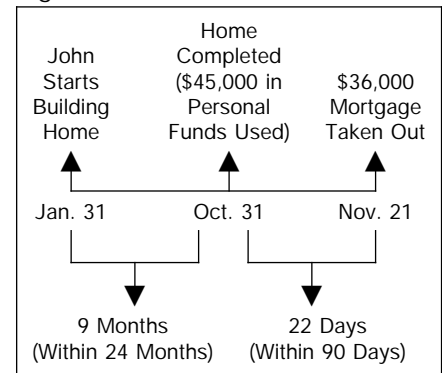 John
Starts
Building
Home
Home
Completed
($45,000 in
Personal
Funds Used)
$36,000
Mortgage
Taken Out
Jan. 31
Oct. 31
Nov. 21
9 Months
(Within 24 Months)
22 Days
(Within 90 Days)